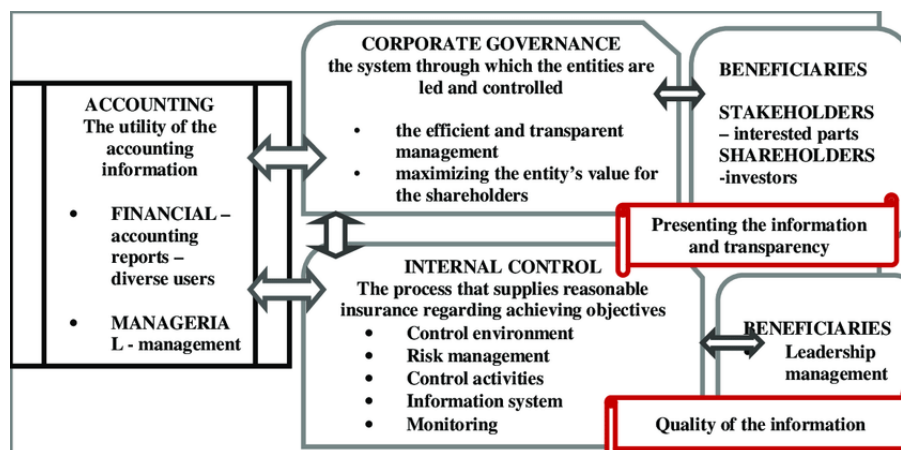 ACCOUNTING
The utility of the
accounting
information
• FINANCIAL –
accounting
reports –
diverse users
• MANAGERIA
L - management
CORPORATE GOVERNANCE
the system through which the entities are
led and controlled
• the efficient and transparent
management
• maximizing the entity's value for
the shareholders
BENEFICIARIES
STAKEHOLDERS
– interested parts
SHAREHOLDERS
-investors
Presenting the information
and transparency
INTERNAL CONTROL
The process that supplies reasonable
insurance regarding achieving objectives
• Control environment
• Risk management
• Control activities
• Information system
• Monitoring
BENEFICIARIES
• Leadership
management
Quality of the information